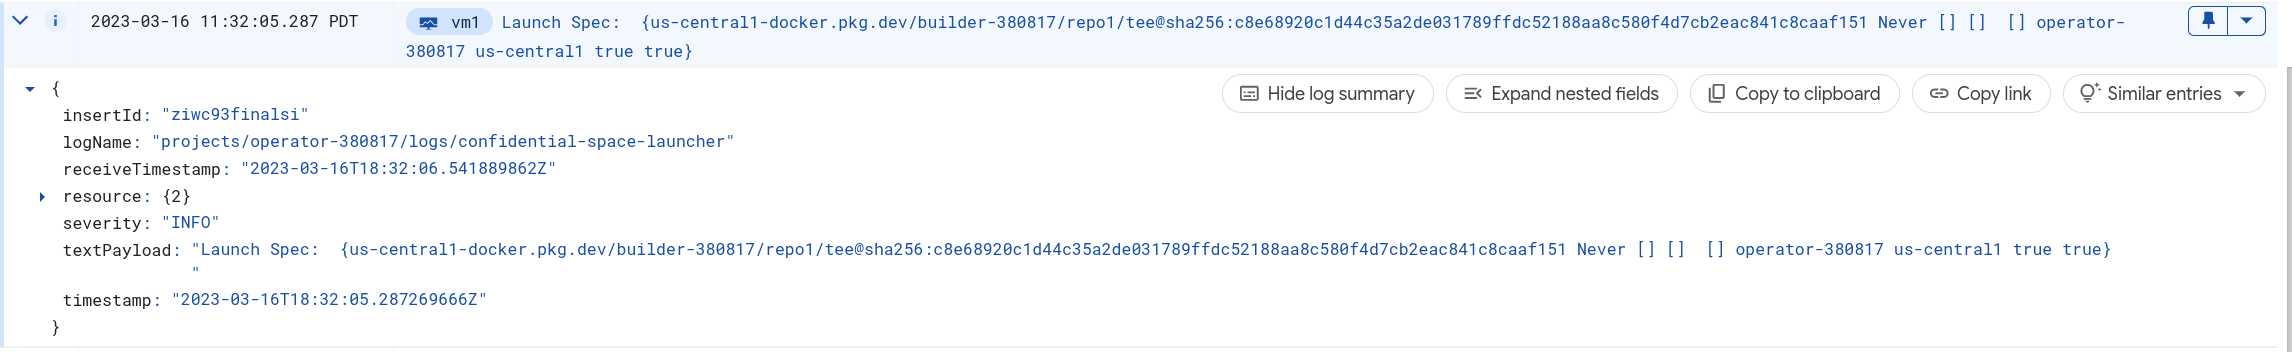 2023-03-16 11:32:05.287 PDT vm1 Launch Spec:  {us-central1-docker.pkg.dev/builder-380817/repo1/tee@sha256:c8e68920c1d44c35a2de031789ffdc52188aa8c580f4d7cb2eac841c8caaf151 Never [] []  [] operator-
380817 us-central1 true true}
{
Hide log summary Expand nested fields Copy to clipboard Copy link Similar entries
insertId: "ziwc93finalsi"
logName: "projects/operator-380817/logs/confidential-space-launcher"
receiveTimestamp: "2023-03-16T18:32:06.541889862Z"
resource: {2}
severity: "INFO"
textPayload: "Launch Spec:  {us-central1-docker.pkg.dev/builder-380817/repo1/tee@sha256:c8e68920c1d44c35a2de031789ffdc52188aa8c580f4d7cb2eac841c8caaf151 Never [] []  [] operator-380817 us-central1 true true}
"
timestamp: "2023-03-16T18:32:05.287269666Z"
}